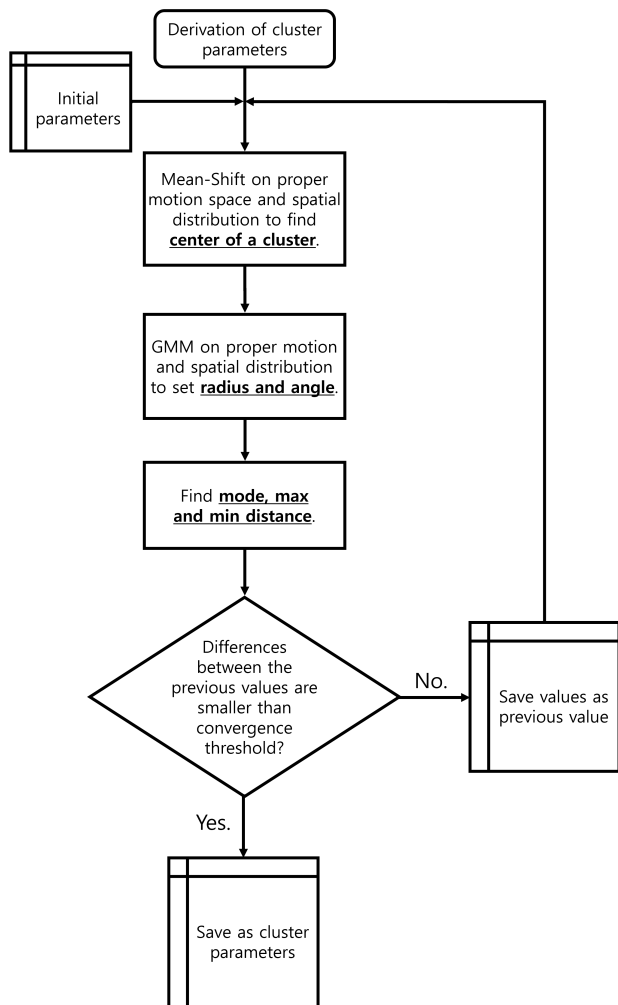 Derivation of cluster
parameters
Initial
parameters
Mean-Shift on proper
motion space and spatial
distribution to find
center of a cluster.
GMM on proper motion
and spatial distribution
to set radius and angle.
Find mode, max
and min distance.
Differences
between the
previous values are
smaller than
convergence
threshold?
No.
Save values as
previous value
Yes.
Save as cluster
parameters